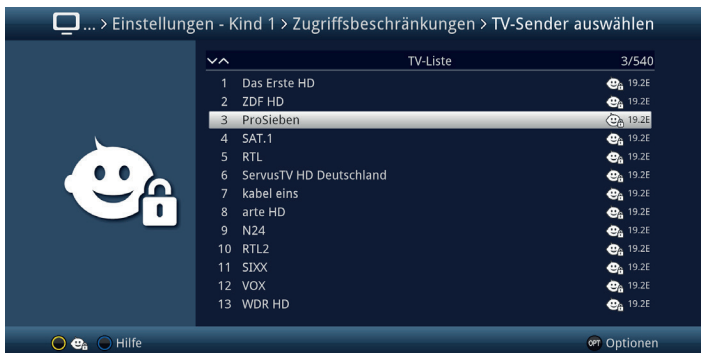 ... > Einstellungen - Kind 1 > Zugriffsbeschränkungen > TV-Sender auswählen
TV-Liste 3/540
1 Das Erste HD 19.2E
2 ZDF HD 19.2E
3 ProSieben 19.2E
4 SAT.1 19.2E
5 RTL 19.2E
6 ServusTV HD Deutschland 19.2E
7 kabel eins 19.2E
8 arte HD 19.2E
9 N24 19.2E
10 RTL2 19.2E
11 SIXX 19.2E
12 VOX 19.2E
13 WDR HD 19.2E
Hilfe OPT Optionen